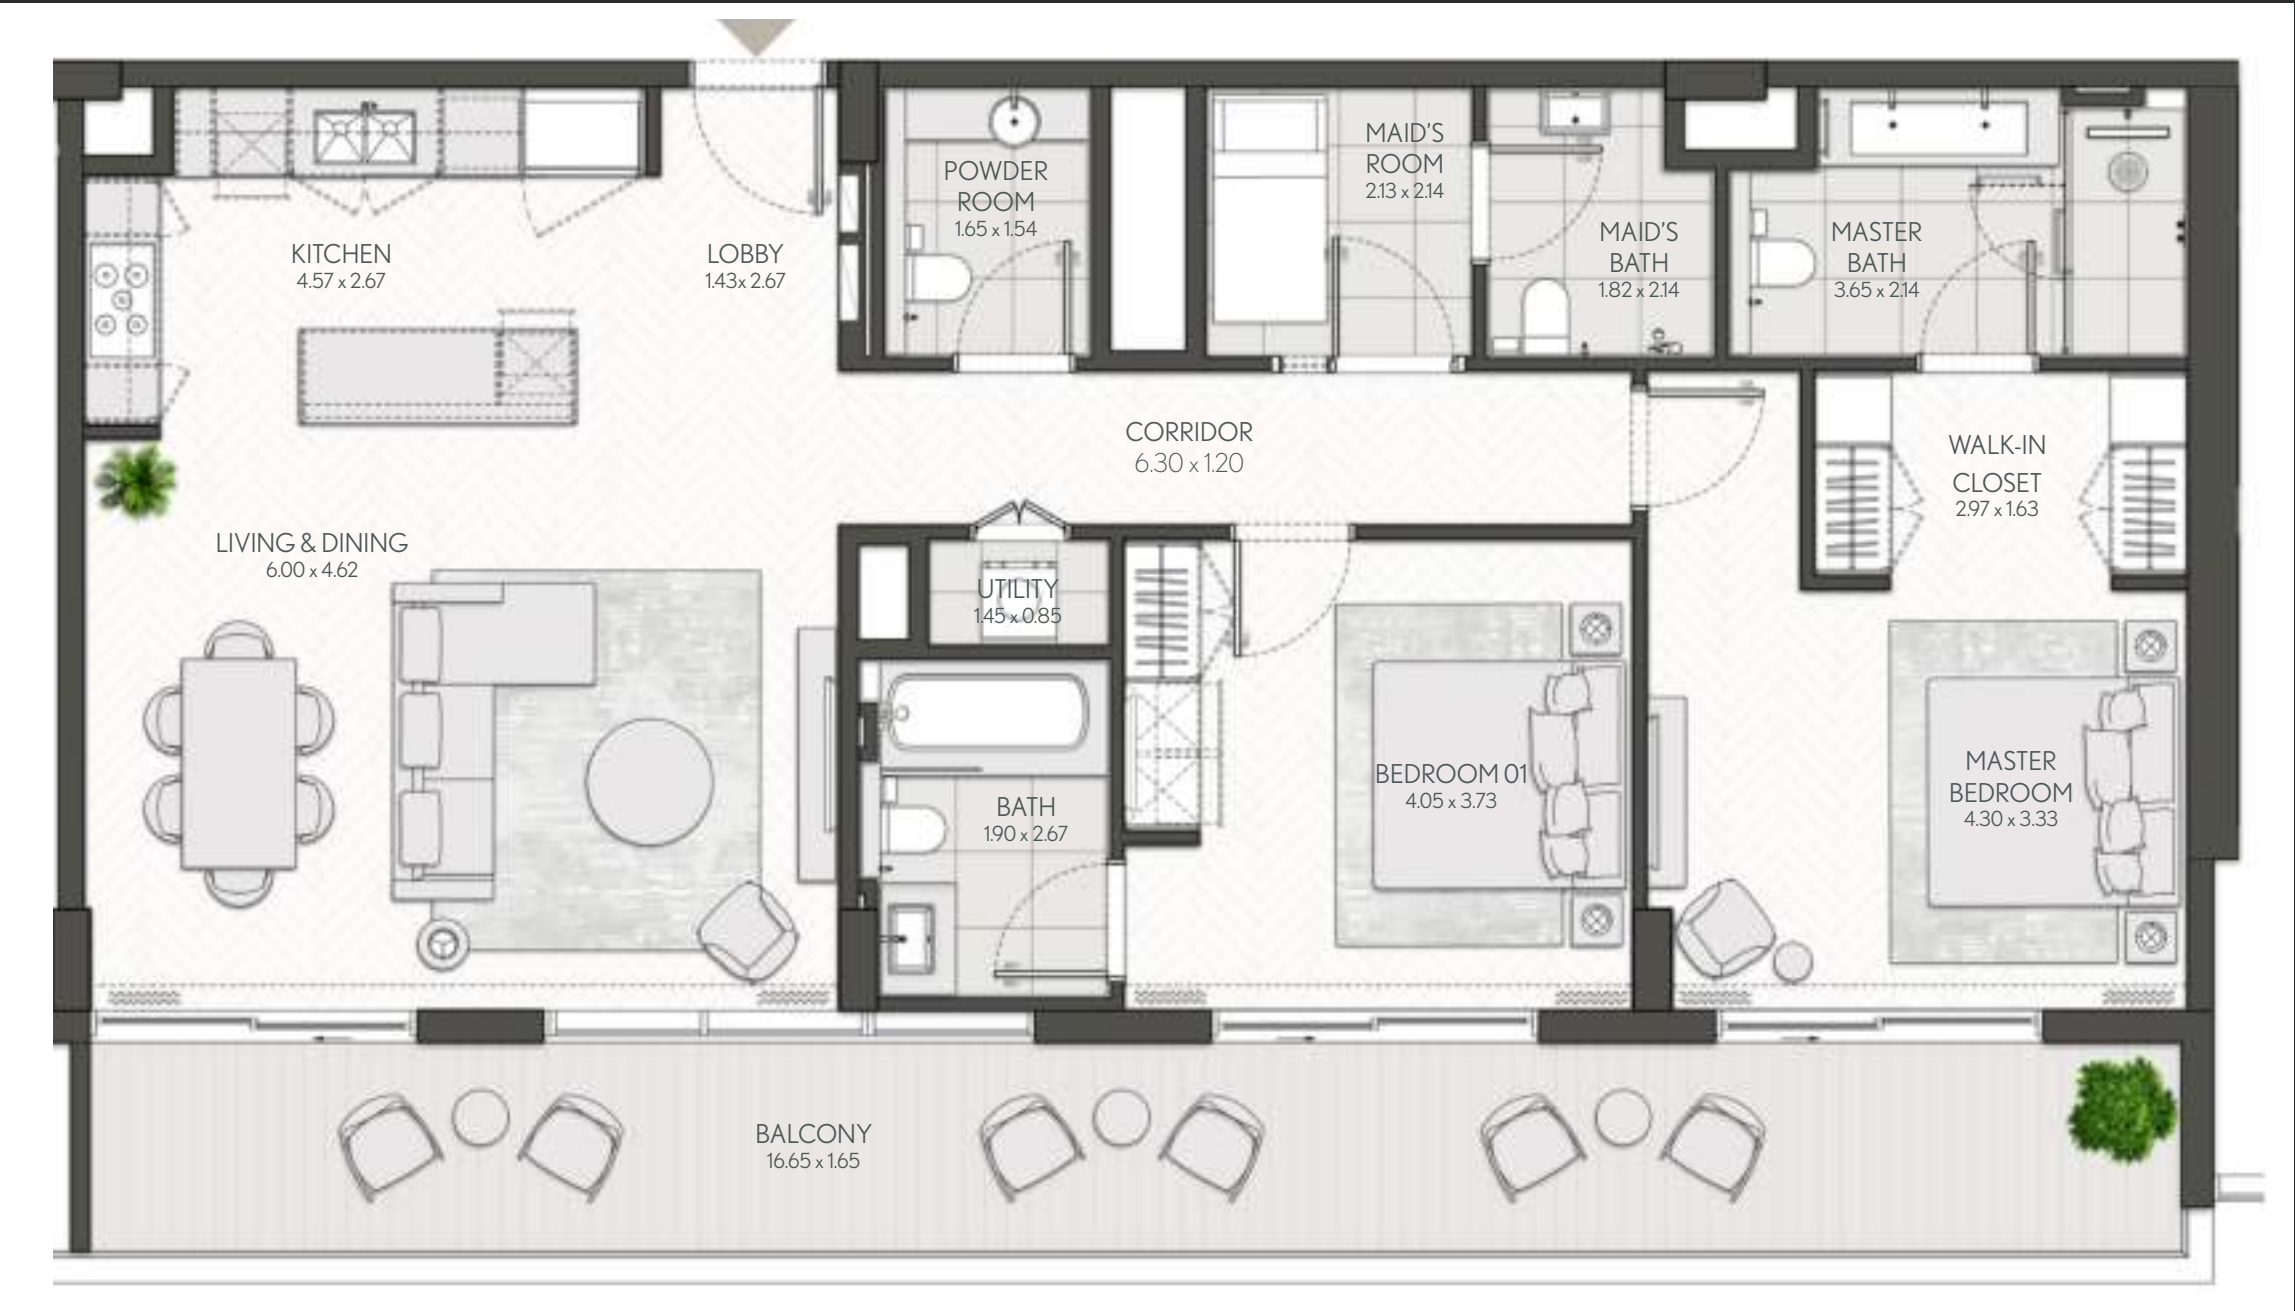 POWDER
ROOM
1.65 x 1.54
MAID'S
ROOM
2.13 x 2.14
KITCHEN
4.57 x 2.67
LOBBY
1.43x 2.67
MAID'S
BATH
1.82 x 2.14
MASTER
BATH
3.65 x 2.14
CORRIDOR
6.30 x 1.20
WALK-IN
CLOSET
2.97 x 1.63
LIVING & DINING
6.00 x 4.62
UTILITY
1.45 x 0.85
BATH
1.90 x 2.67
BEDROOM 01
4.05 x 3.73
MASTER
BEDROOM
4.30 x 3.33
BALCONY
16.65 x 1.65